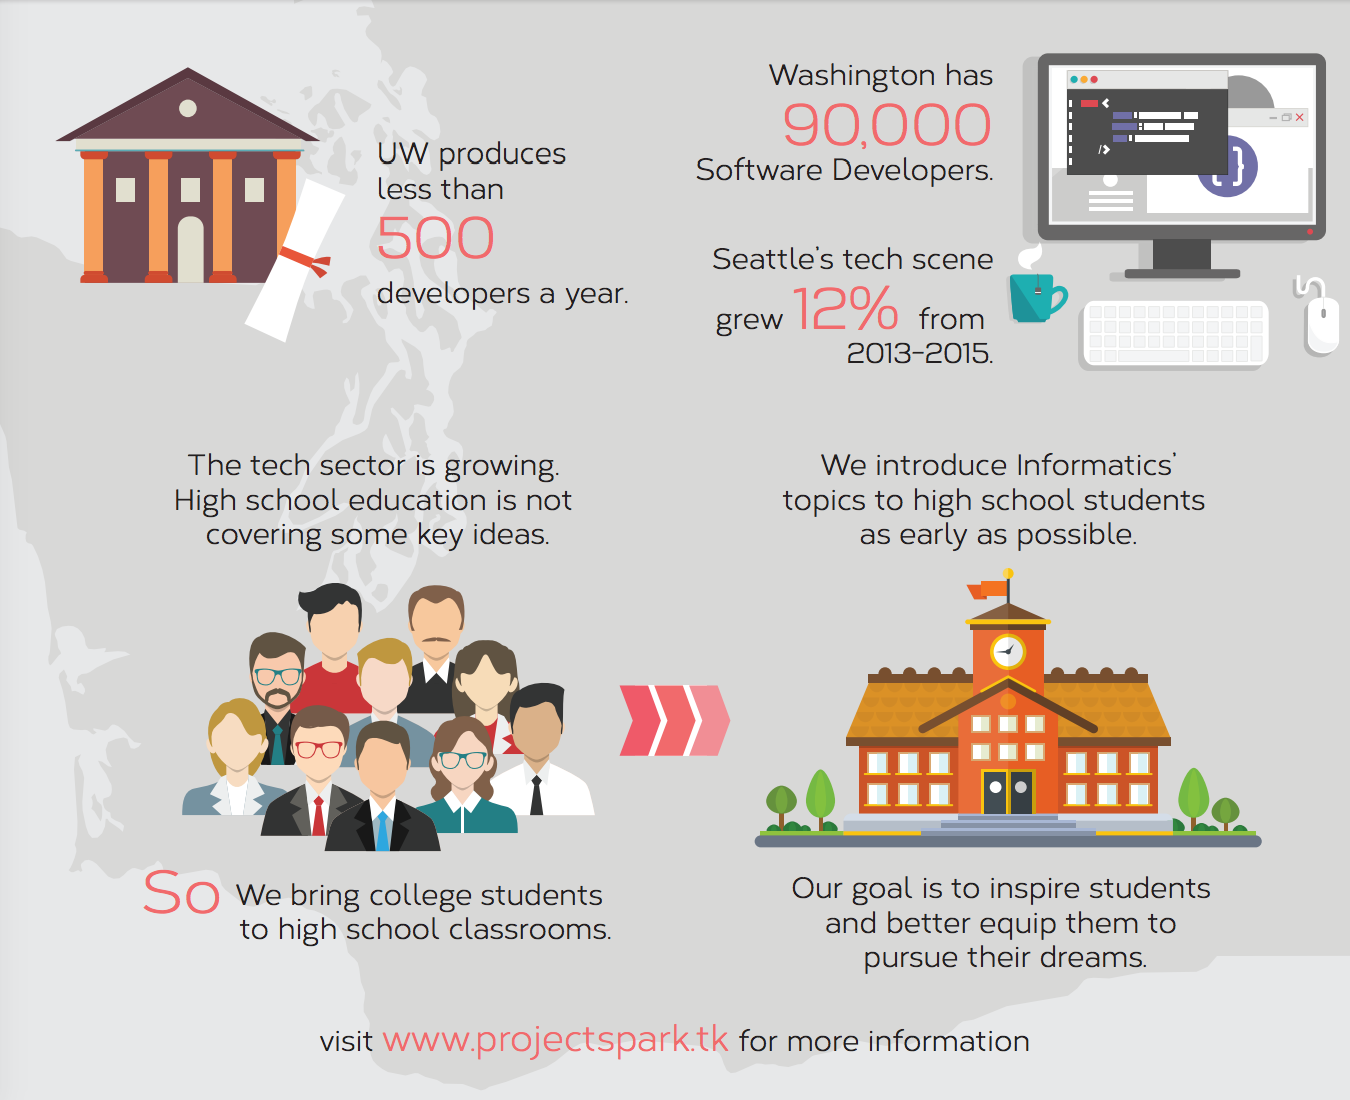 UW produces
less than
500
developers a year.
Washington has
90,000
Software Developers.
Seattle's tech scene
grew 12% from
2013-2015.
The tech sector is growing.
High school education is not
covering some key ideas.
We introduce Informatics'
topics to high school students
as early as possible.
So We bring college students
to high school classrooms.
Our goal is to inspire students
and better equip them to
pursue their dreams.
visit www.projectspark.tk for more information